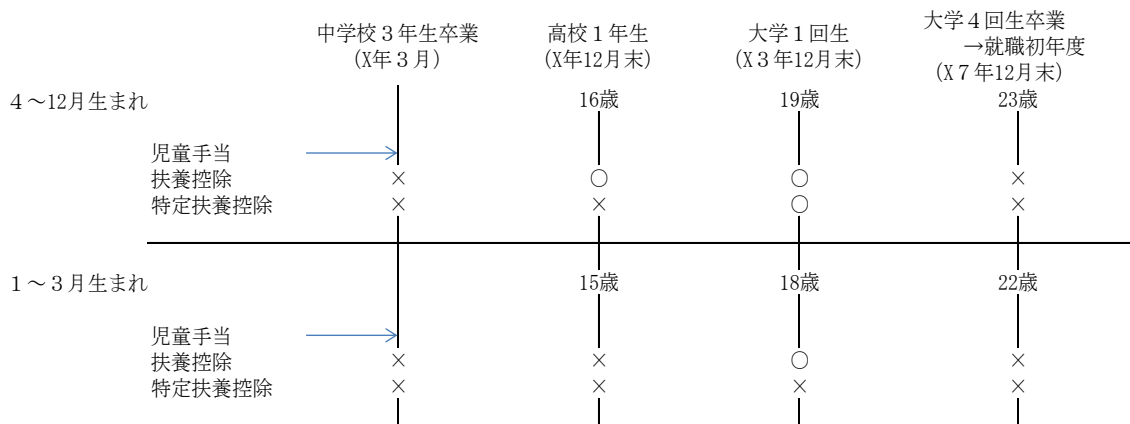 中学校３年生卒業
(X年３月)
高校１年生
(X年12月末)
大学１回生
(X３年12月末)
大学４回生卒業
→就職初年度
(X７年12月末)
４～12月生まれ
16歳
19歳
23歳
児童手当
扶養控除
×
○
○
×
特定扶養控除
×
×
○
×
１～３月生まれ
15歳
18歳
22歳
児童手当
扶養控除
×
×
○
×
特定扶養控除
×
×
×
×